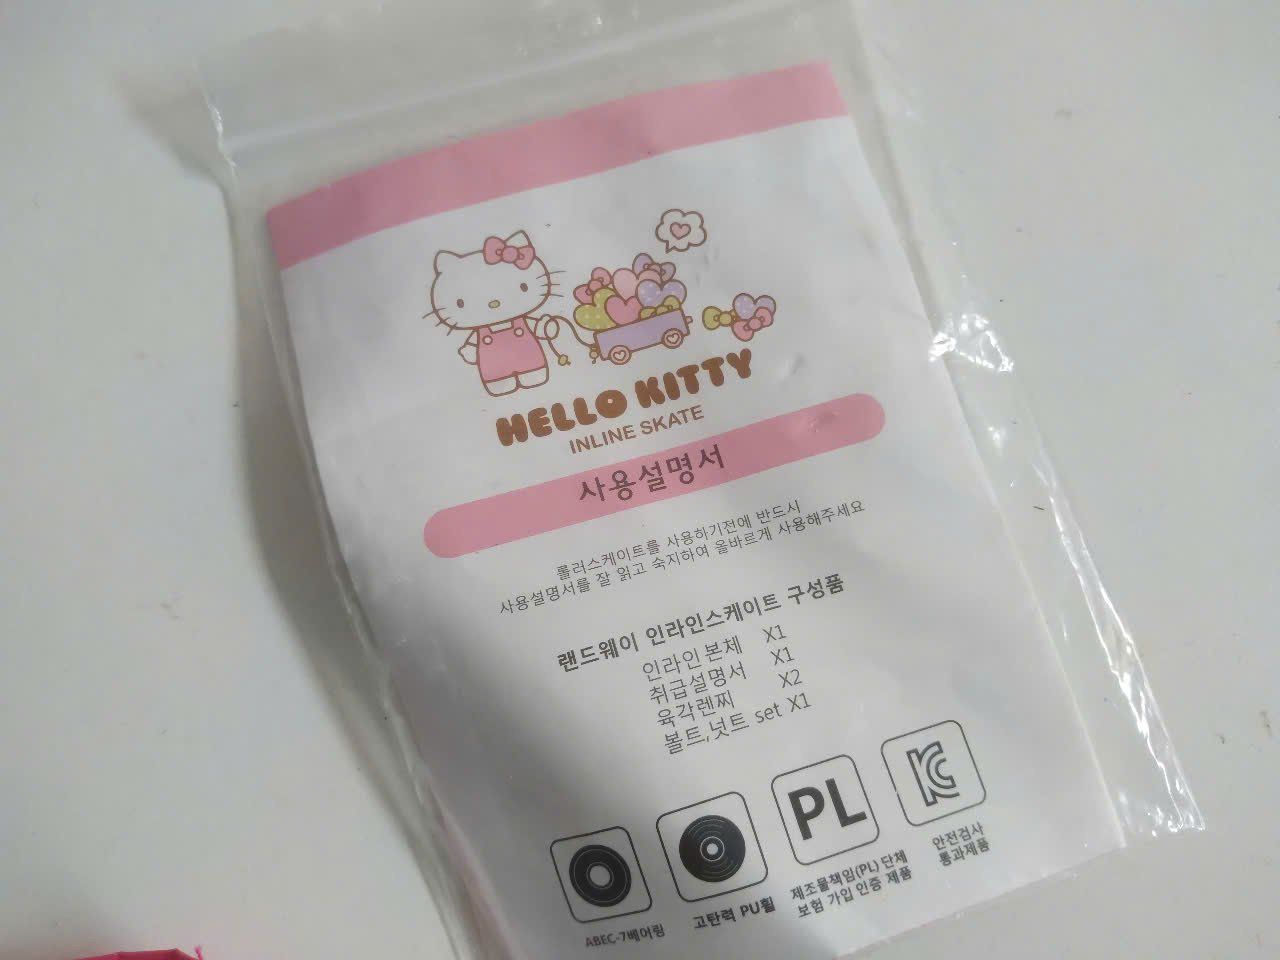 HELLO KITTY
INLINE SKATE
사용설명서
롤러스케이트를 사용하기전에 반드시
사용설명서를 잘 읽고 숙지하여 올바르게 사용해주세요
랜드웨이 인라인스케이트 구성품
인라인본체 X1
취급설명서 X1
육각렌찌 X2
볼트,넛트 set X1
PL
ABEC-7베어링
고탄력 PU휠
제조물책임(PL) 단체
보험 가입 인증 제품
안전검사
통과제품